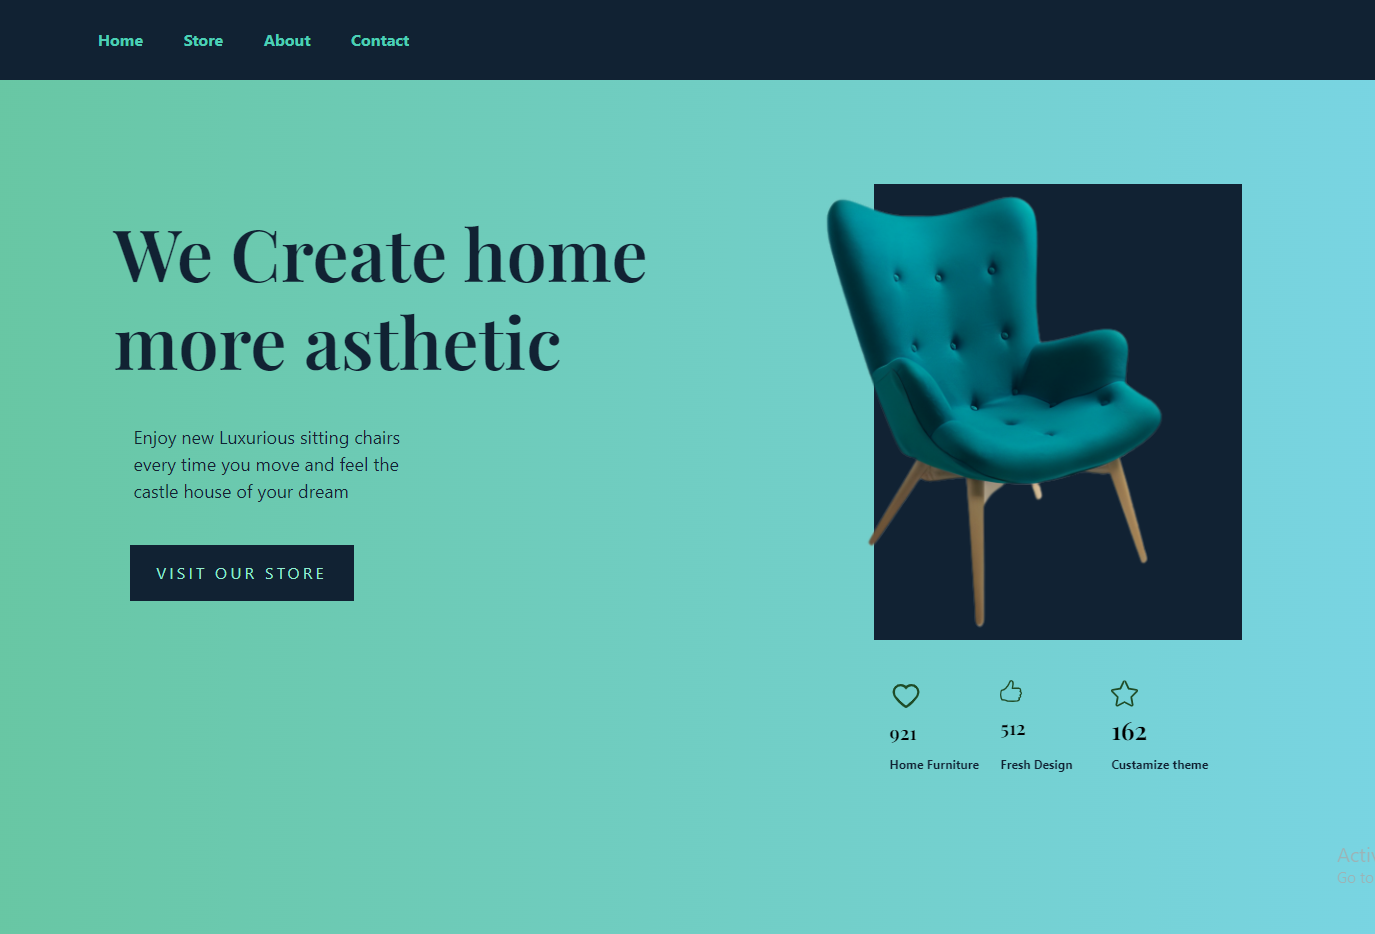 Home Store About Contact
We Create home
more asthetic
Enjoy new Luxurious sitting chairs
every time you move and feel the
castle house of your dream
VISIT OUR STORE
921 512 162
Home Furniture Fresh Design Custamize theme
Go to